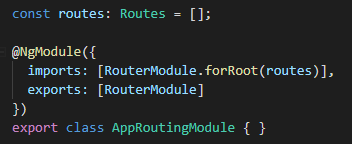 const routes: Routes = [];
@NgModule({
  imports: [RouterModule.forRoot(routes)],
  exports: [RouterModule]
})
export class AppRoutingModule { }